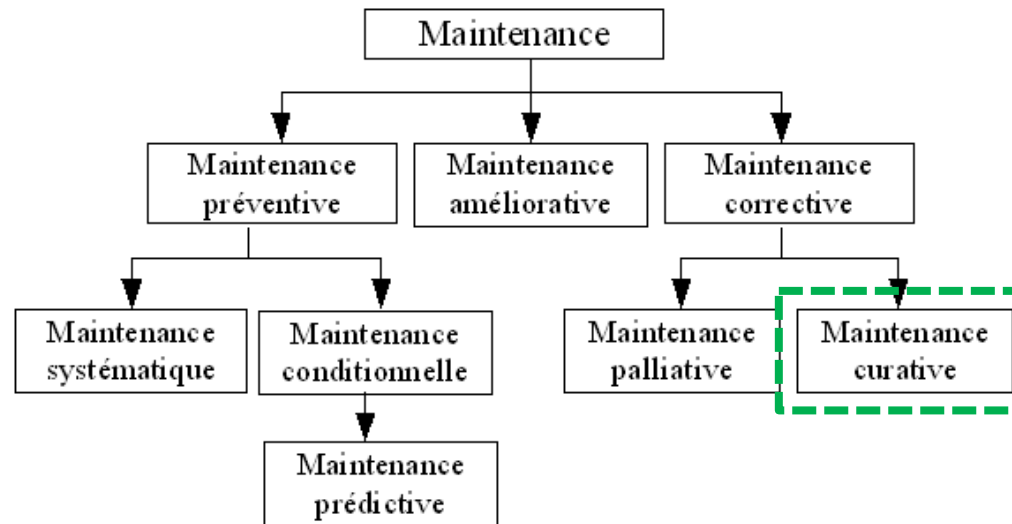 Maintenance
Maintenance
préventive
Maintenance
améliorative
Maintenance
corrective
Maintenance
systématique
Maintenance
conditionnelle
Maintenance
palliative
Maintenance
curative
Maintenance
prédictive